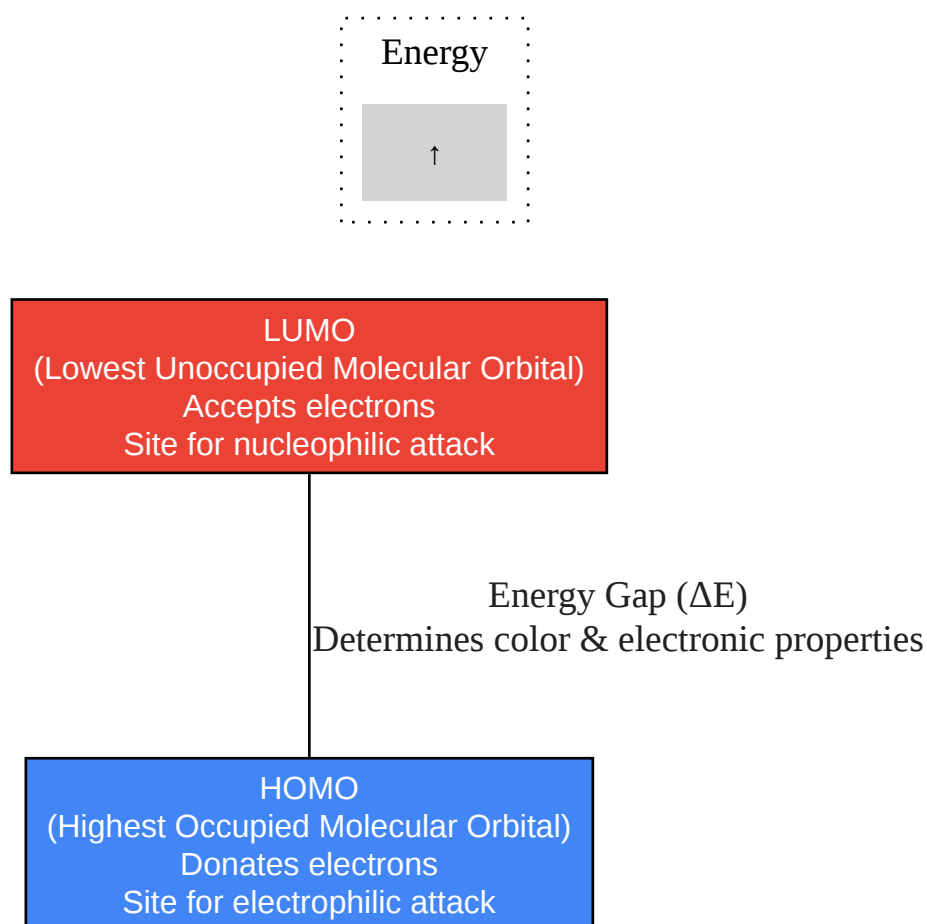 Energy
↑
LUMO
(Lowest Unoccupied Molecular Orbital)
Accepts electrons
Site for nucleophilic attack
Energy Gap (ΔE)
Determines color & electronic properties
HOMO
(Highest Occupied Molecular Orbital)
Donates electrons
Site for electrophilic attack